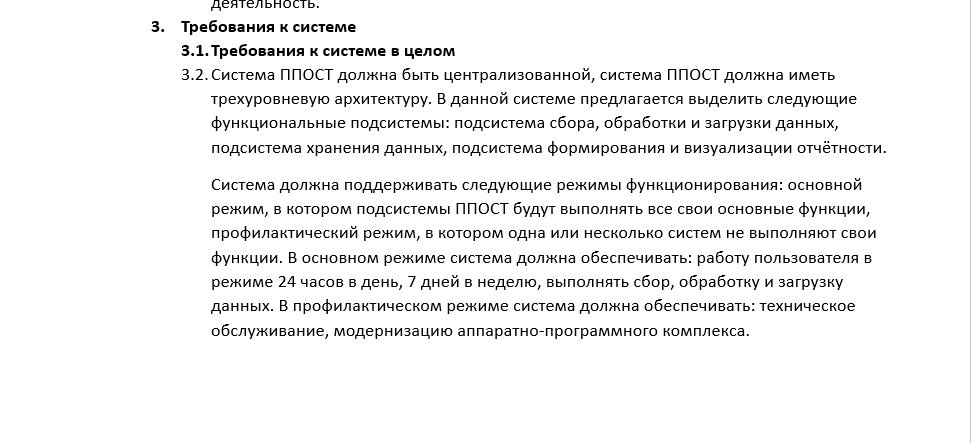 деятельность.
3. Требования к системе
3.1. Требования к системе в целом
3.2. Система ППОСТ должна быть централизованной, система ППОСТ должна иметь
трехуровневую архитектуру. В данной системе предлагается выделить следующие
функциональные подсистемы: подсистема сбора, обработки и загрузки данных,
подсистема хранения данных, подсистема формирования и визуализации отчётности.
Система должна поддерживать следующие режимы функционирования: основной
режим, в котором подсистемы ППОСТ будут выполнять все свои основные функции,
профилактический режим, в котором одна или несколько систем не выполняют свои
функции. В основном режиме система должна обеспечивать: работу пользователя в
режиме 24 часов в день, 7 дней в неделю, выполнять сбор, обработку и загрузку
данных. В профилактическом режиме система должна обеспечивать: техническое
обслуживание, модернизацию аппаратно-программного комплекса.